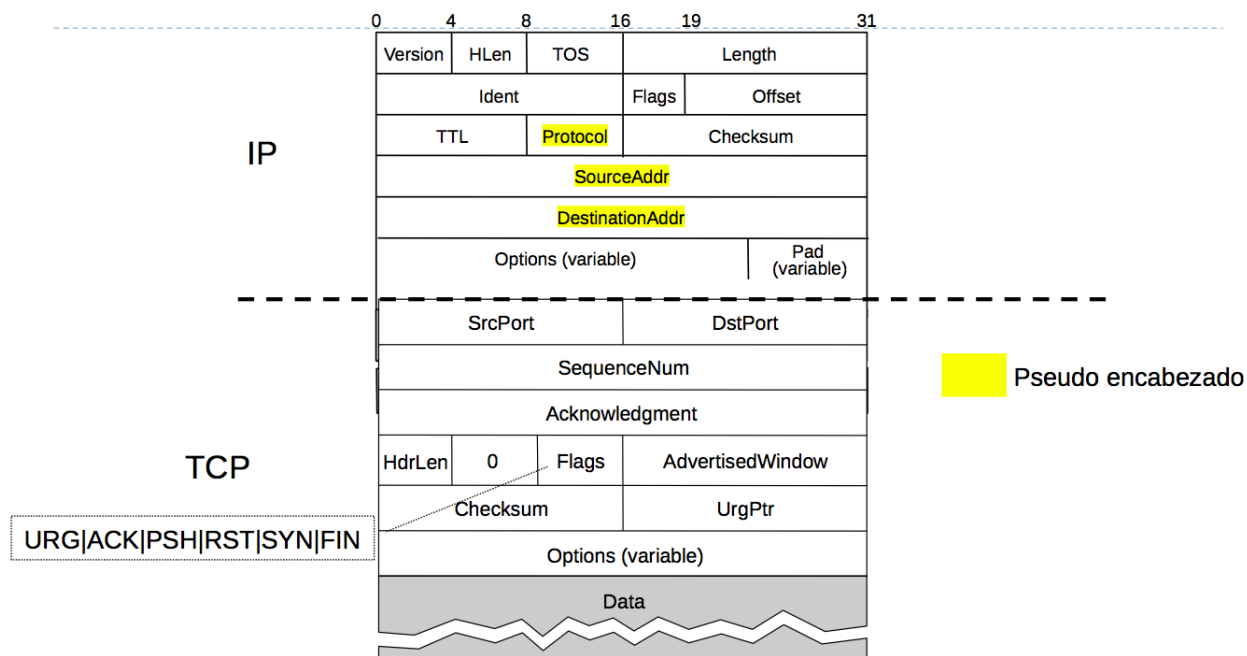 0 4 8 16 19 31
Version HLen TOS Length
Ident Flags Offset
TTL Protocol Checksum
IP
SourceAddr
DestinationAddr
Options (variable) Pad
(variable)
SrcPort DstPort
SequenceNum
Pseudo encabezado
Acknowledgment
TCP
HdrLen 0 Flags AdvertisedWindow
Checksum UrgPtr
URG|ACK|PSH|RST|SYN|FIN
Options (variable)
Data